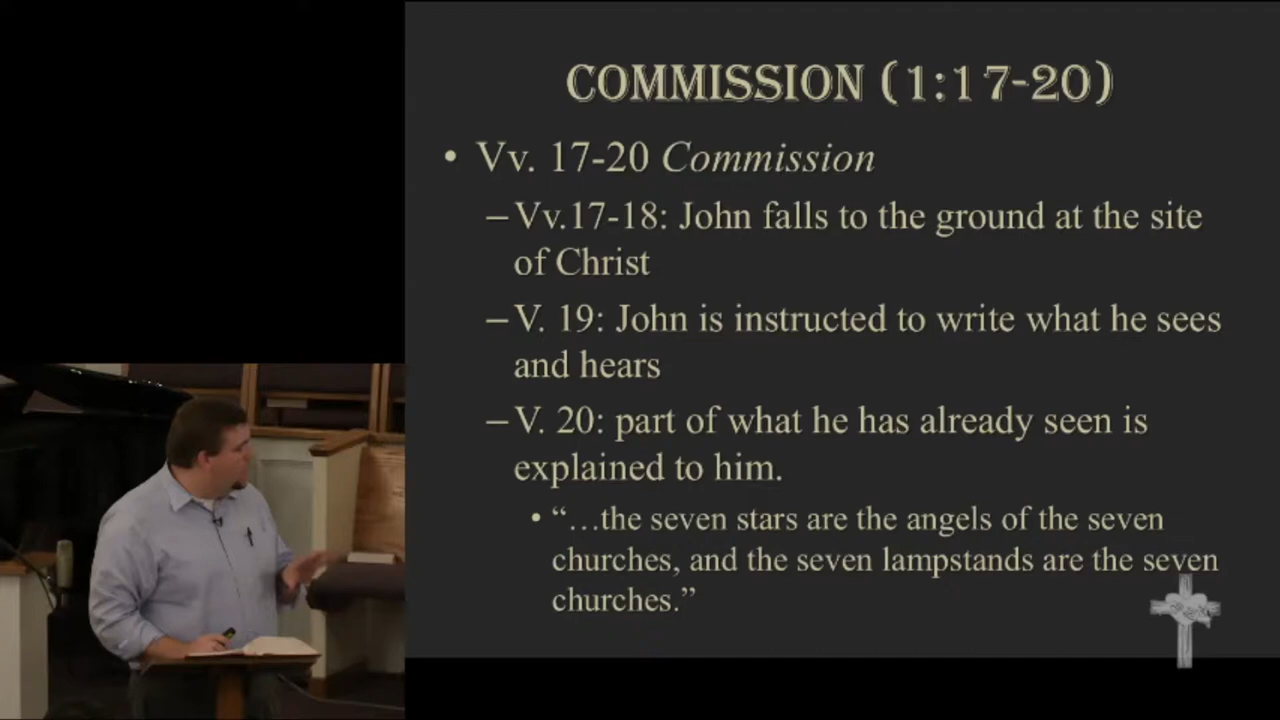 COMMISSION (1:17-20)
• Vv. 17-20 Commission
– Vv.17-18: John falls to the ground at the site
of Christ
– V. 19: John is instructed to write what he sees
and hears
– V. 20: part of what he has already seen is
explained to him.
• “…the seven stars are the angels of the seven
churches, and the seven lampstands are the seven
churches.”